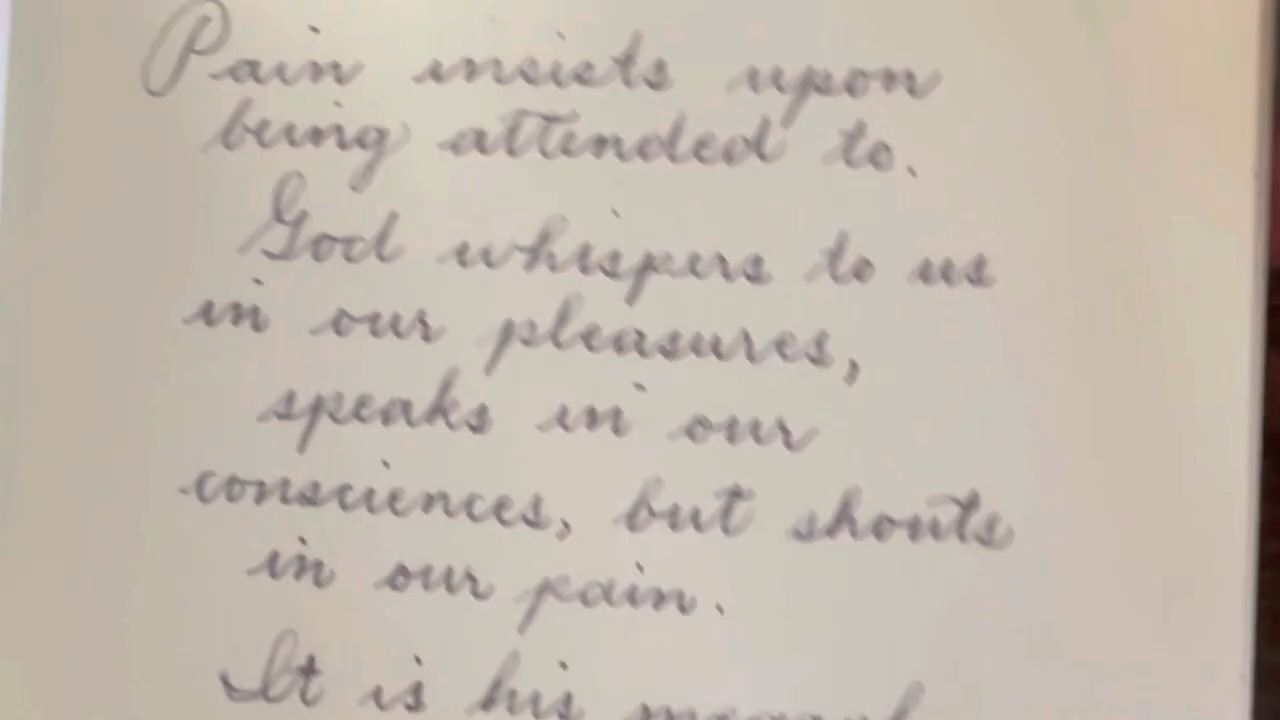 Pain insists upon
being attended to.
God whispers to us
in our pleasures,
speaks in our
consciences, but shouts
in our pain.
It is his